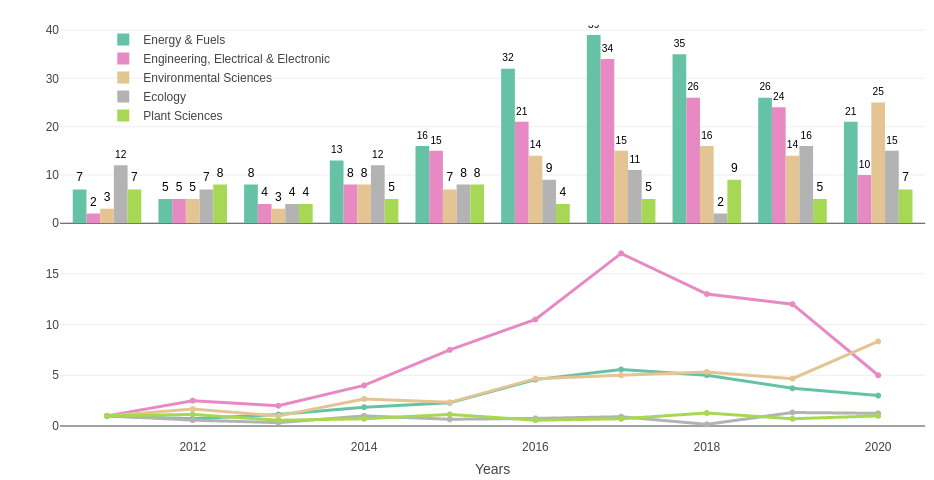 40
30
20
10
0
Energy & Fuels
Engineering, Electrical & Electronic
Environmental Sciences
Ecology
Plant Sciences
7 2 3 12 7
5 5 5 7 8
8 4 3 4 4
13 8 8 12 5
16 15 7 8 8
32 21 14 9 4
39 34 15 11 5
35 26 16 2 9
26 24 14 16 5
21 10 25 15 7
15
10
5
0
2012 2014 2016 2018 2020
Years